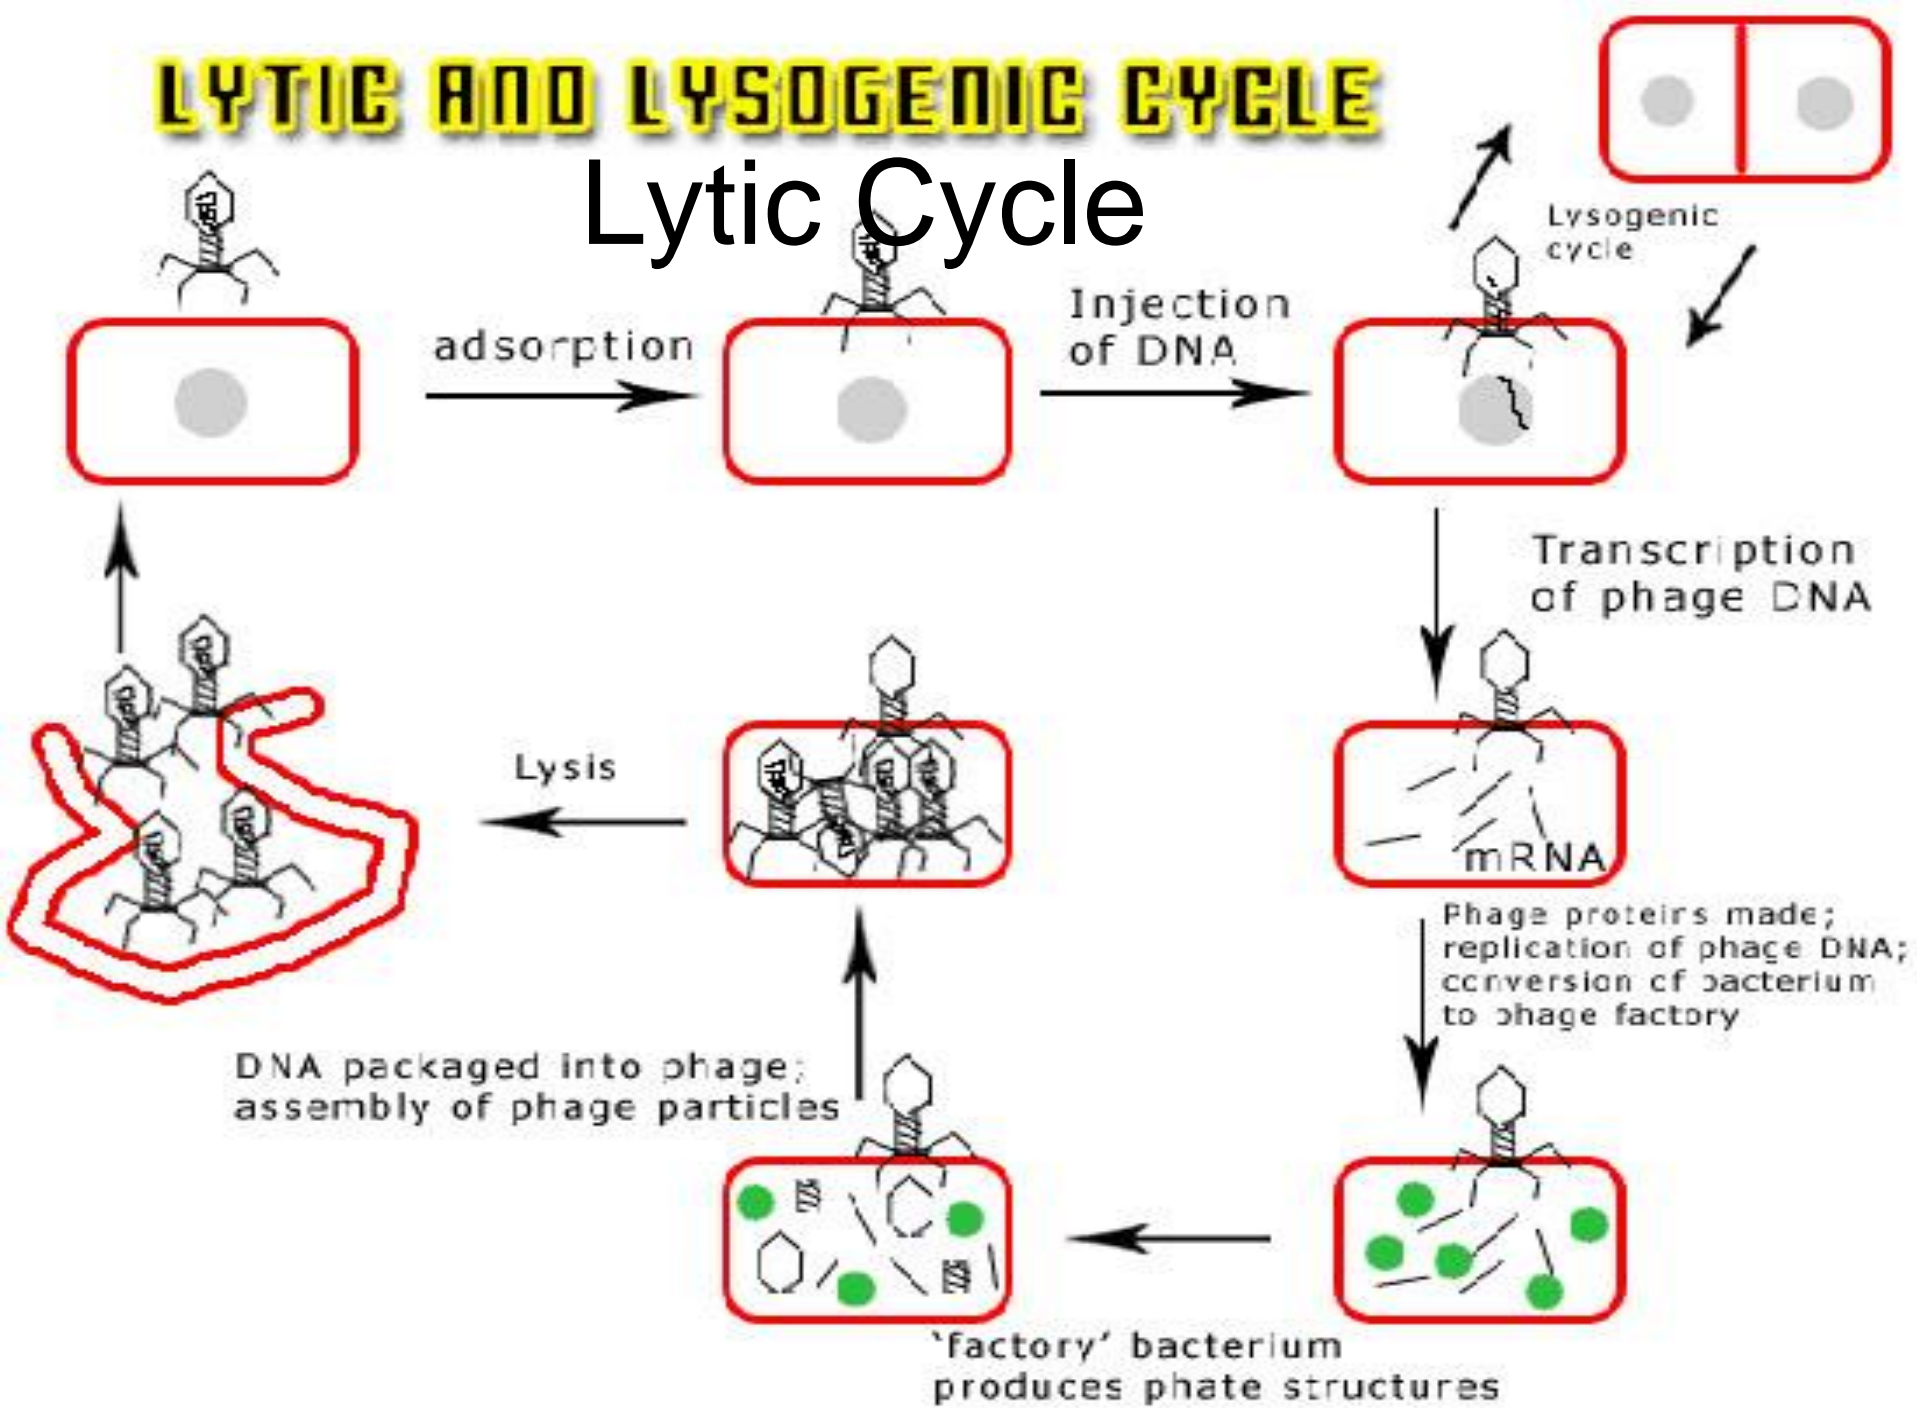 LYTIC AND LYSOGENIC CYCLE
Lytic Cycle
Lysogenic
cycle
adsorption
Injection
of DNA
Transcription
of phage DNA
Lysis
mRNA
Phage proteins made;
replication of phage DNA;
conversion of bacterium
to phage factory
DNA packaged into phage;
assembly of phage particles
‘factory’ bacterium
produces phate structures